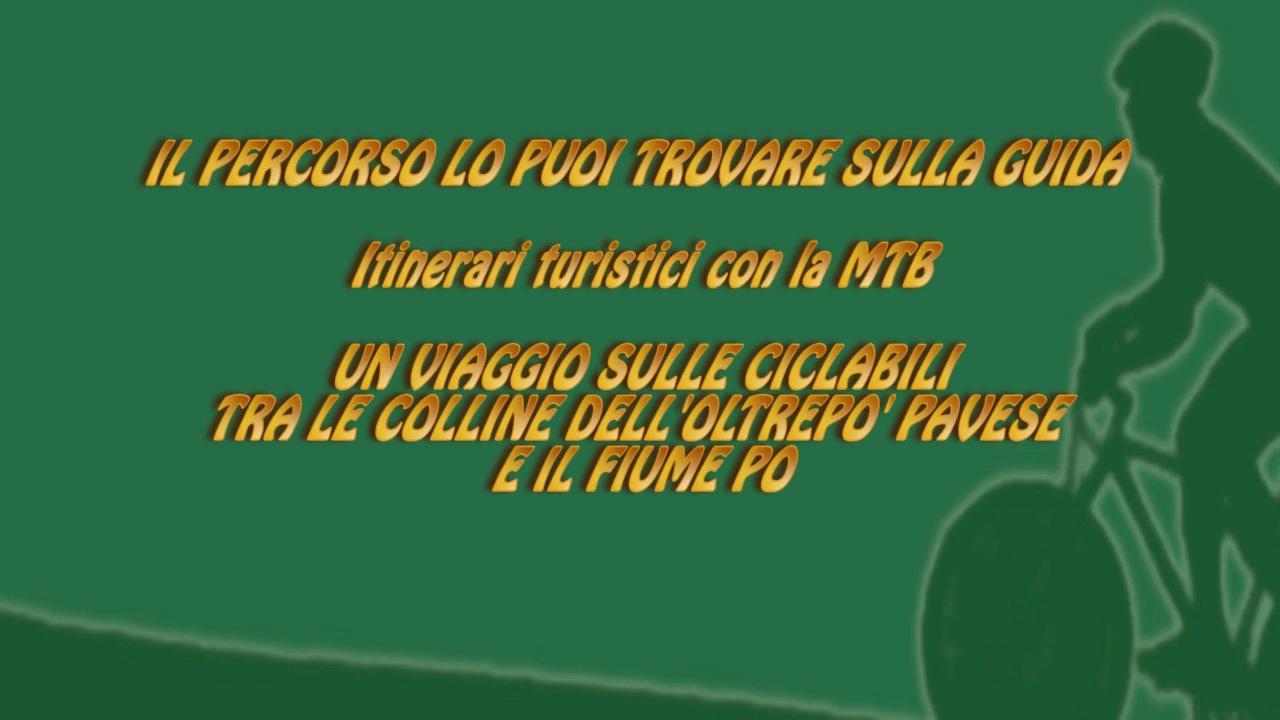 IL PERCORSO LO PUOI TROVARE SULLA GUIDA
Itinerari turistici con la MTB
UN VIAGGIO SULLE CICLABILI
TRA LE COLLINE DELL'OLTREPO' PAVESE
E IL FIUME PO